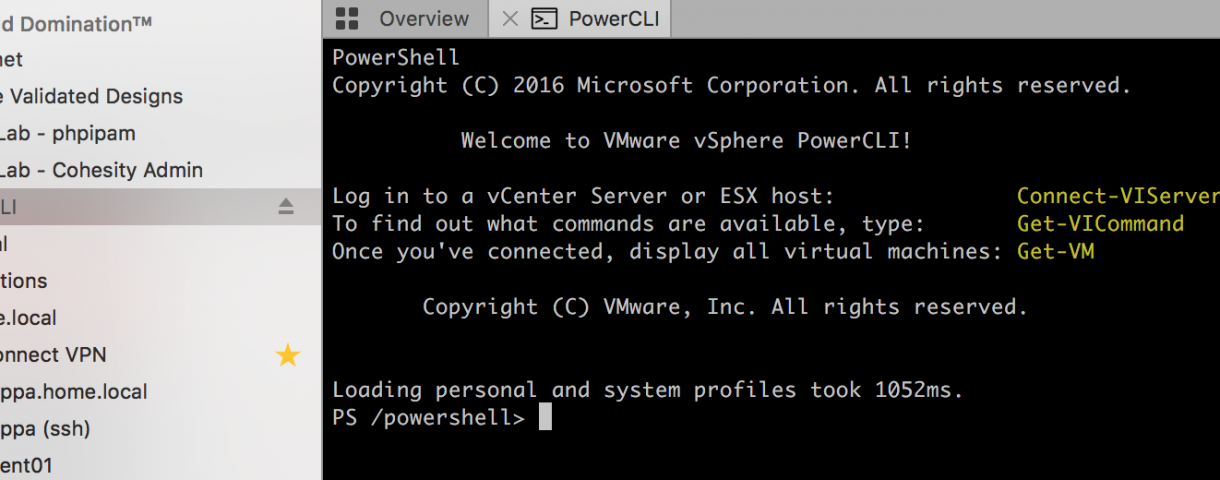 d Domination™
net
e Validated Designs
Lab - phpipam
Lab - Cohesity Admin
LI
al
tions
e.local
onnect VPN
ppa.home.local
ppa (ssh)
ent01
Overview
PowerCLI
PowerShell
Copyright (C) 2016 Microsoft Corporation. All rights reserved.
Welcome to VMware vSphere PowerCLI!
Log in to a vCenter Server or ESX host: Connect-VIServer
To find out what commands are available, type: Get-VICommand
Once you've connected, display all virtual machines: Get-VM
Copyright (C) VMware, Inc. All rights reserved.
Loading personal and system profiles took 1052ms.
PS /powershell>